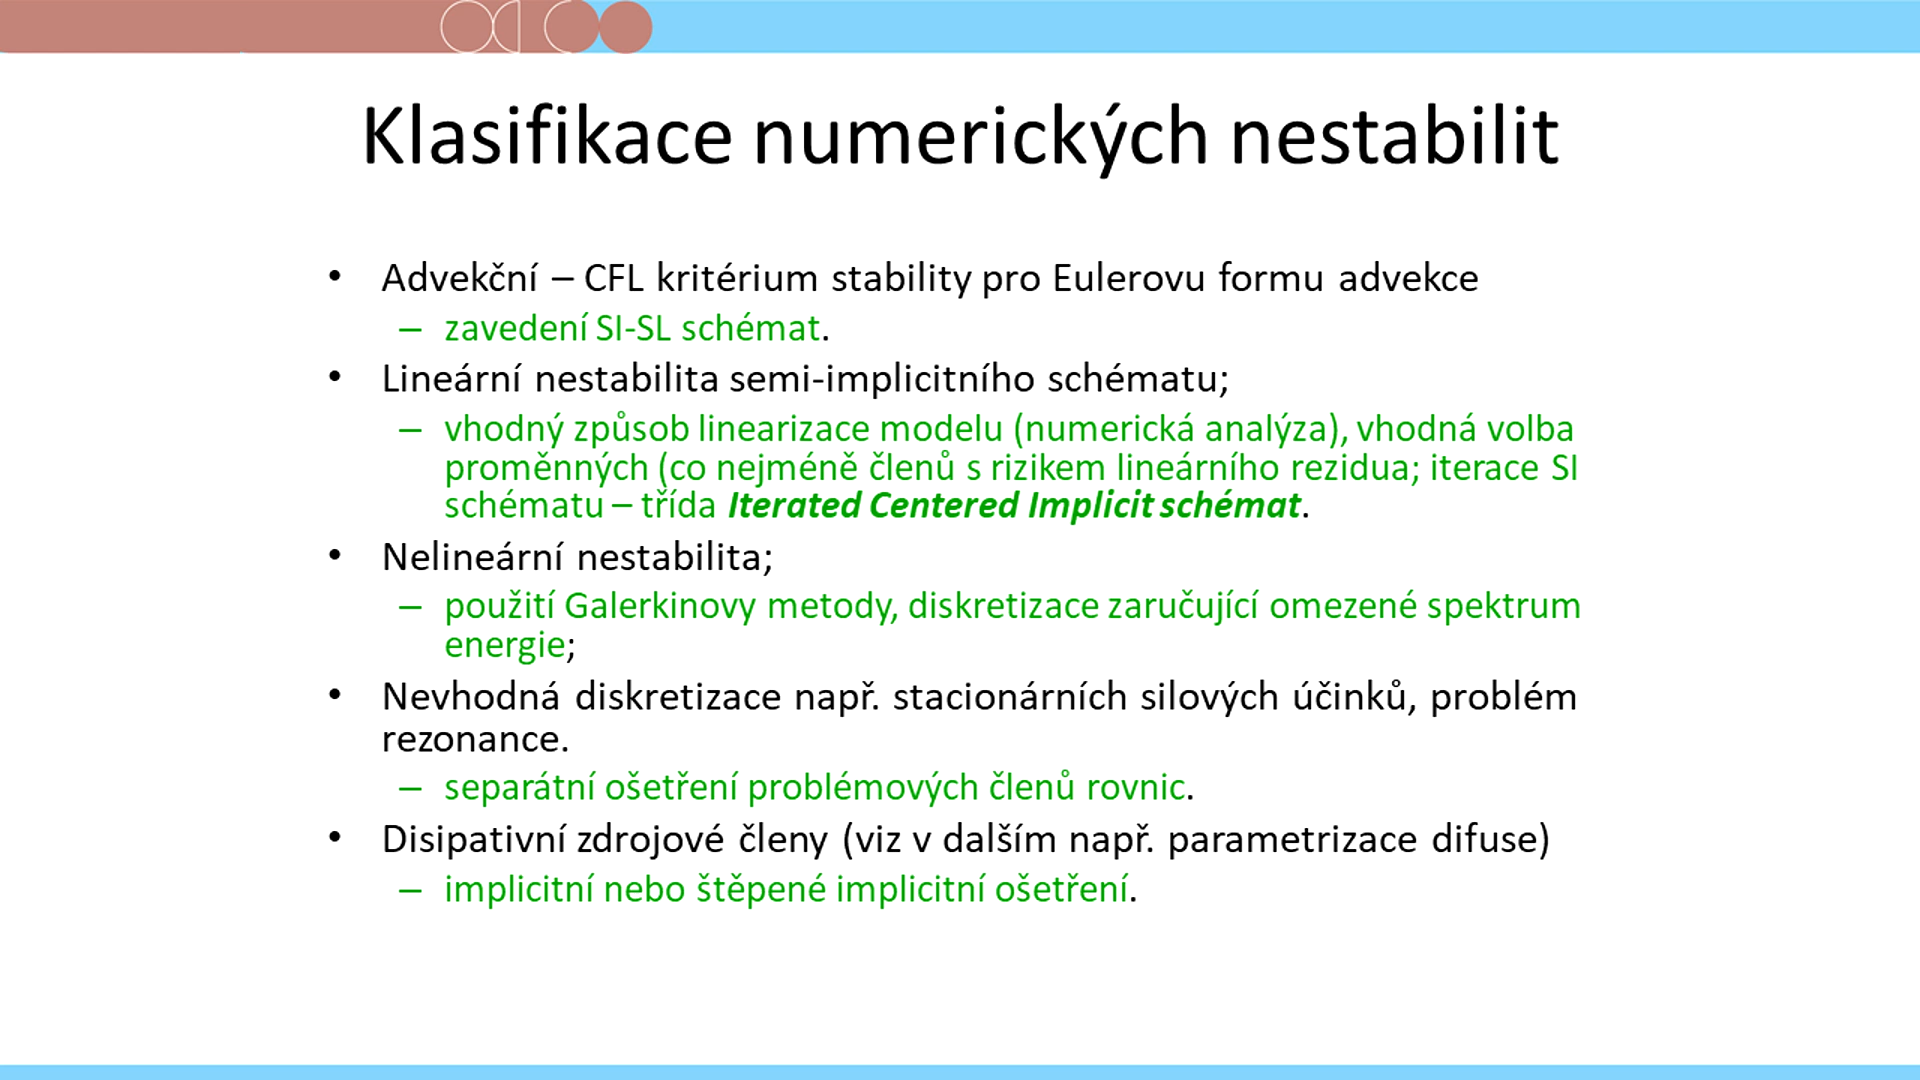 Klasifikace numerických nestabilit
• Advekční – CFL kritérium stability pro Eulerovu formu advekce
– zavedení SI-SL schémat.
• Lineární nestabilita semi-implicitního schématu;
– vhodný způsob linearizace modelu (numerická analýza), vhodná volba
proměnných (co nejméně členů s rizikem lineárního rezidua; iterace SI
schématu – třída Iterated Centered Implicit schémat.
• Nelineární nestabilita;
– použití Galerkinovy metody, diskretizace zaručující omezené spektrum
energie;
• Nevhodná diskretizace např. stacionárních silových účinků, problém
rezonance.
– separátní ošetření problémových členů rovnic.
• Disipativní zdrojové členy (viz v dalším např. parametrizace difuse)
– implicitní nebo štěpené implicitní ošetření.